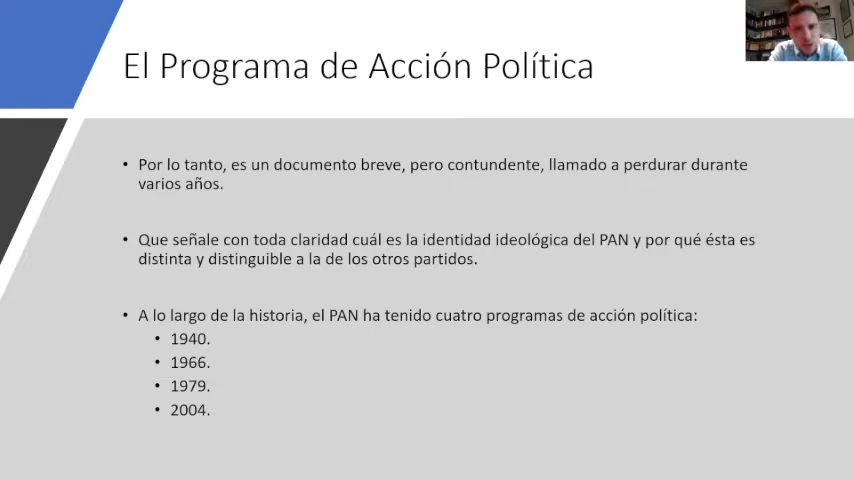 El Programa de Acción Política
• Por lo tanto, es un documento breve, pero contundente, llamado a perdurar durante
varios años.
• Que señale con toda claridad cuál es la identidad ideológica del PAN y por qué ésta es
distinta y distinguible a la de los otros partidos.
• A lo largo de la historia, el PAN ha tenido cuatro programas de acción política:
• 1940.
• 1966.
• 1979.
• 2004.